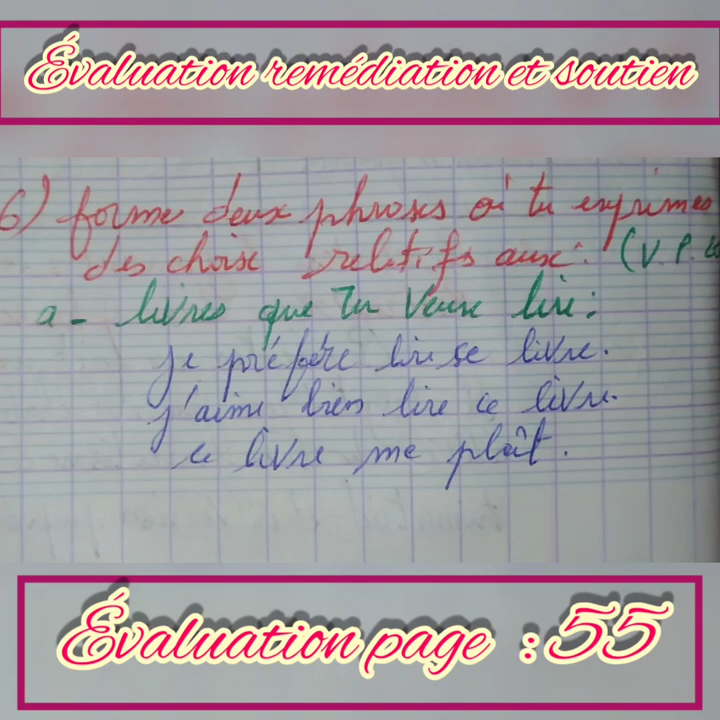 Évaluation remédiation et soutien
6) forme deux phrases où tu exprimes
des choix relatifs aux : (V.P.
a - livres que tu veux lire :
je préfère lire se livre.
j'aime bien lire ce livre.
ce livre me plaît.
Évaluation page : 55